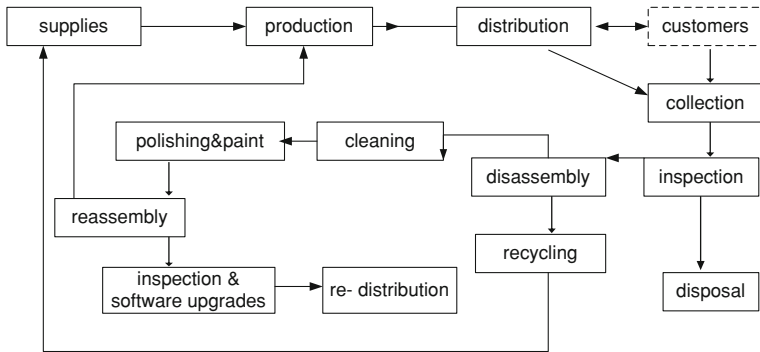 supplies
production
distribution
customers
collection
polishing&paint
cleaning
disassembly
inspection
reassembly
recycling
inspection &
software upgrades
re- distribution
disposal